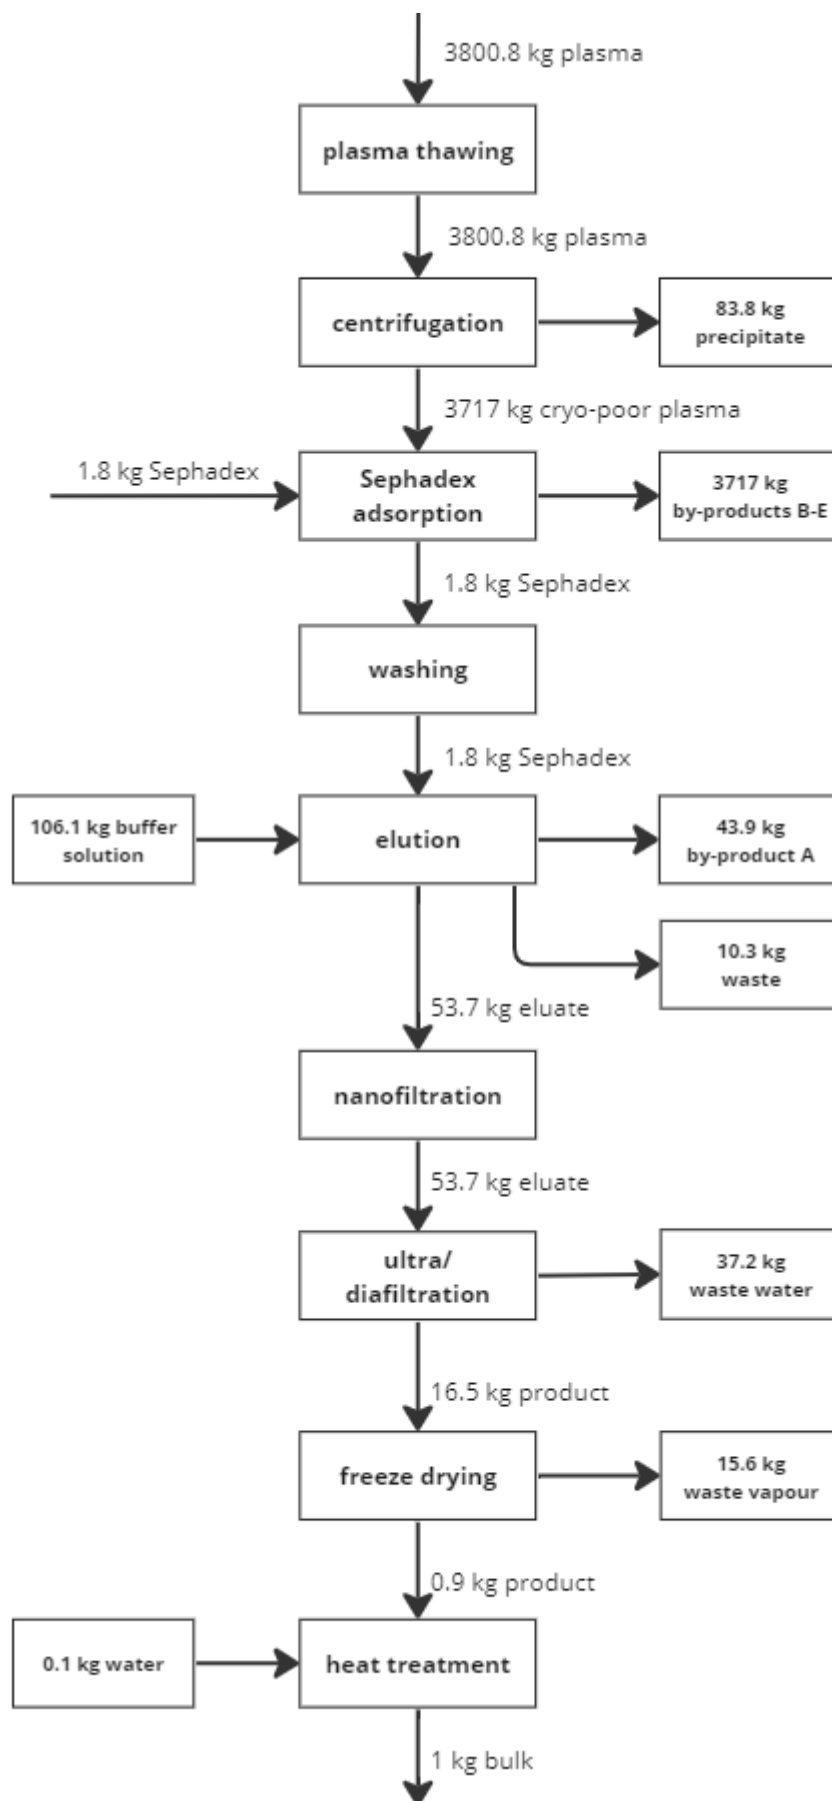 3800.8 kg plasma
plasma thawing
3800.8 kg plasma
centrifugation
83.8 kg
precipitate
3717 kg cryo-poor plasma
1.8 kg Sephadex
Sephadex
adsorption
3717 kg
by-products B-E
1.8 kg Sephadex
washing
1.8 kg Sephadex
106.1 kg buffer
solution
elution
43.9 kg
by-product A
10.3 kg
waste
53.7 kg eluate
nanofiltration
53.7 kg eluate
ultra/
diafiltration
37.2 kg
waste water
16.5 kg product
freeze drying
15.6 kg
waste vapour
0.9 kg product
0.1 kg water
heat treatment
1 kg bulk